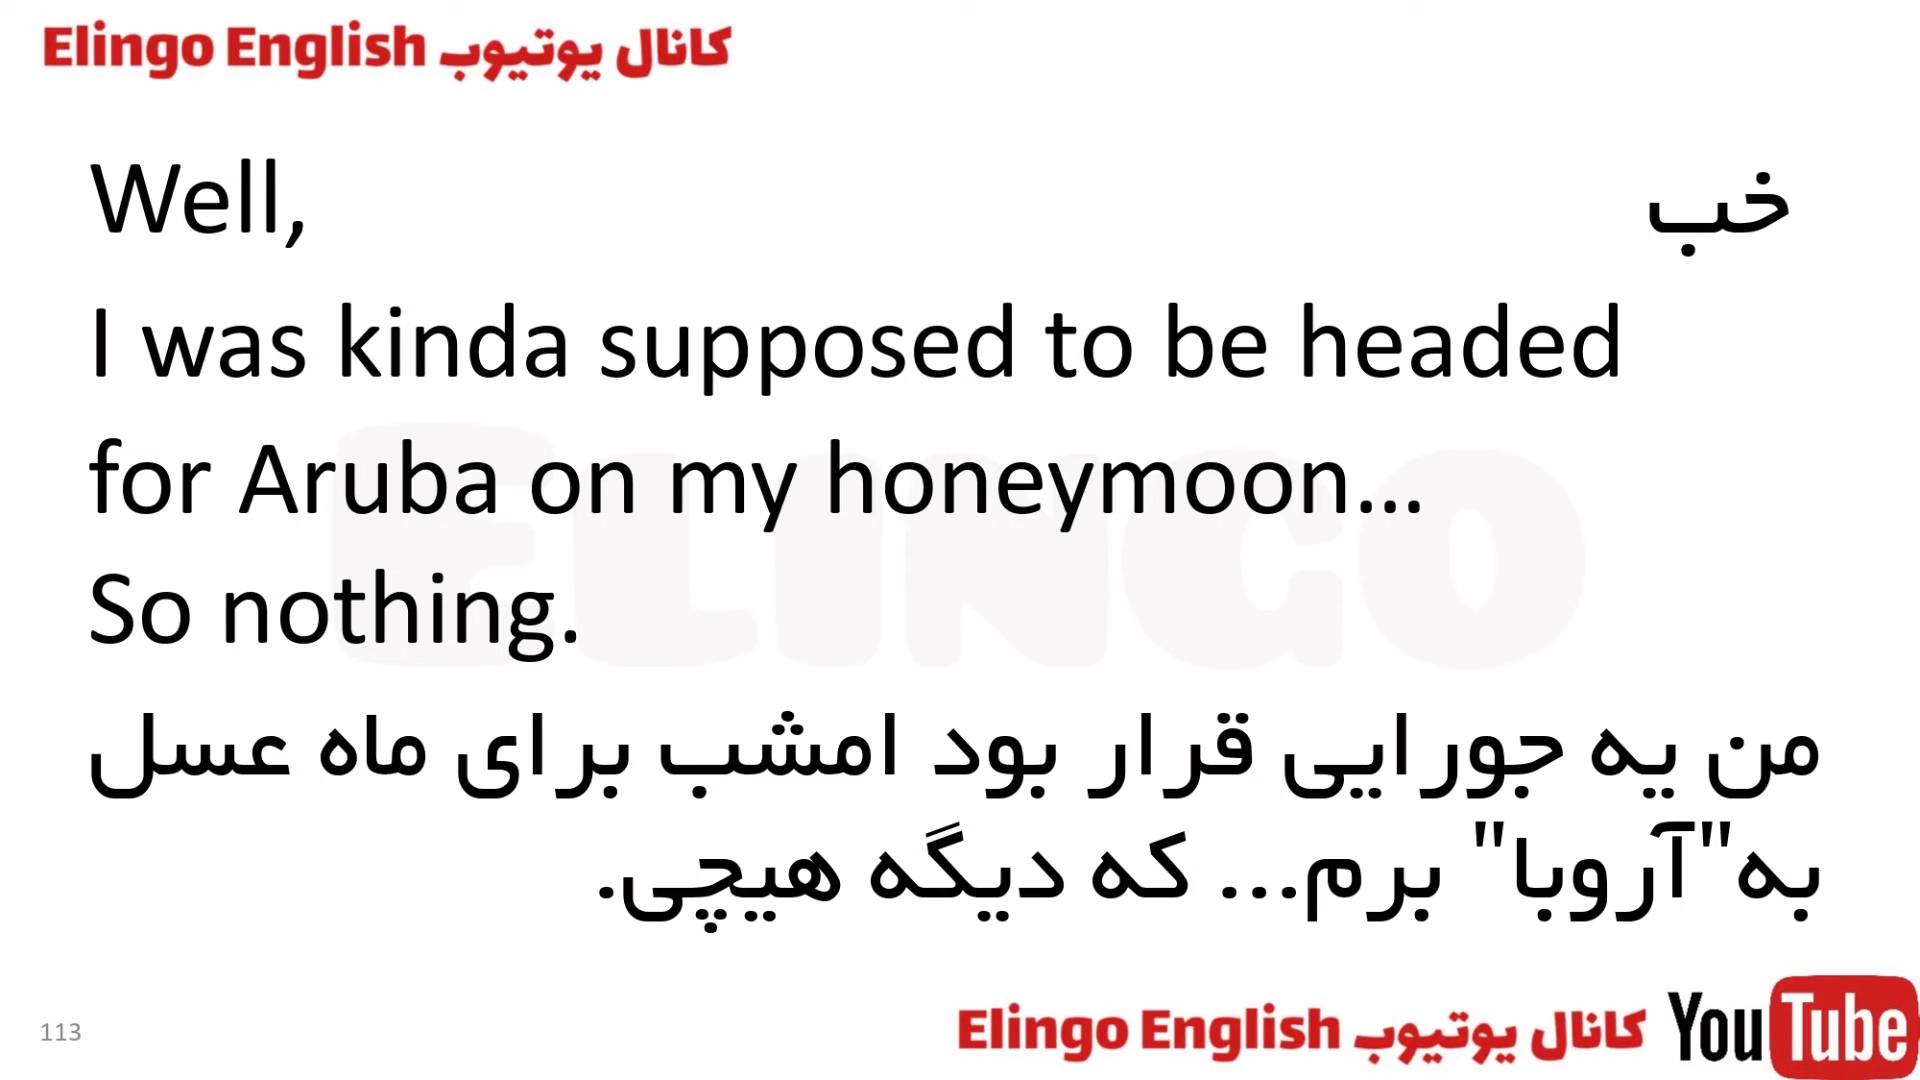 Elingo English کانال یوتیوب
Well,
خب
I was kinda supposed to be headed
for Aruba on my honeymoon...
So nothing.
من یه جورایی قرار بود امشب برای ماه عسل
به"آروبا" برم... که دیگه هیچی.
ELINGO
113
Elingo English کانال یوتیوب
YouTube